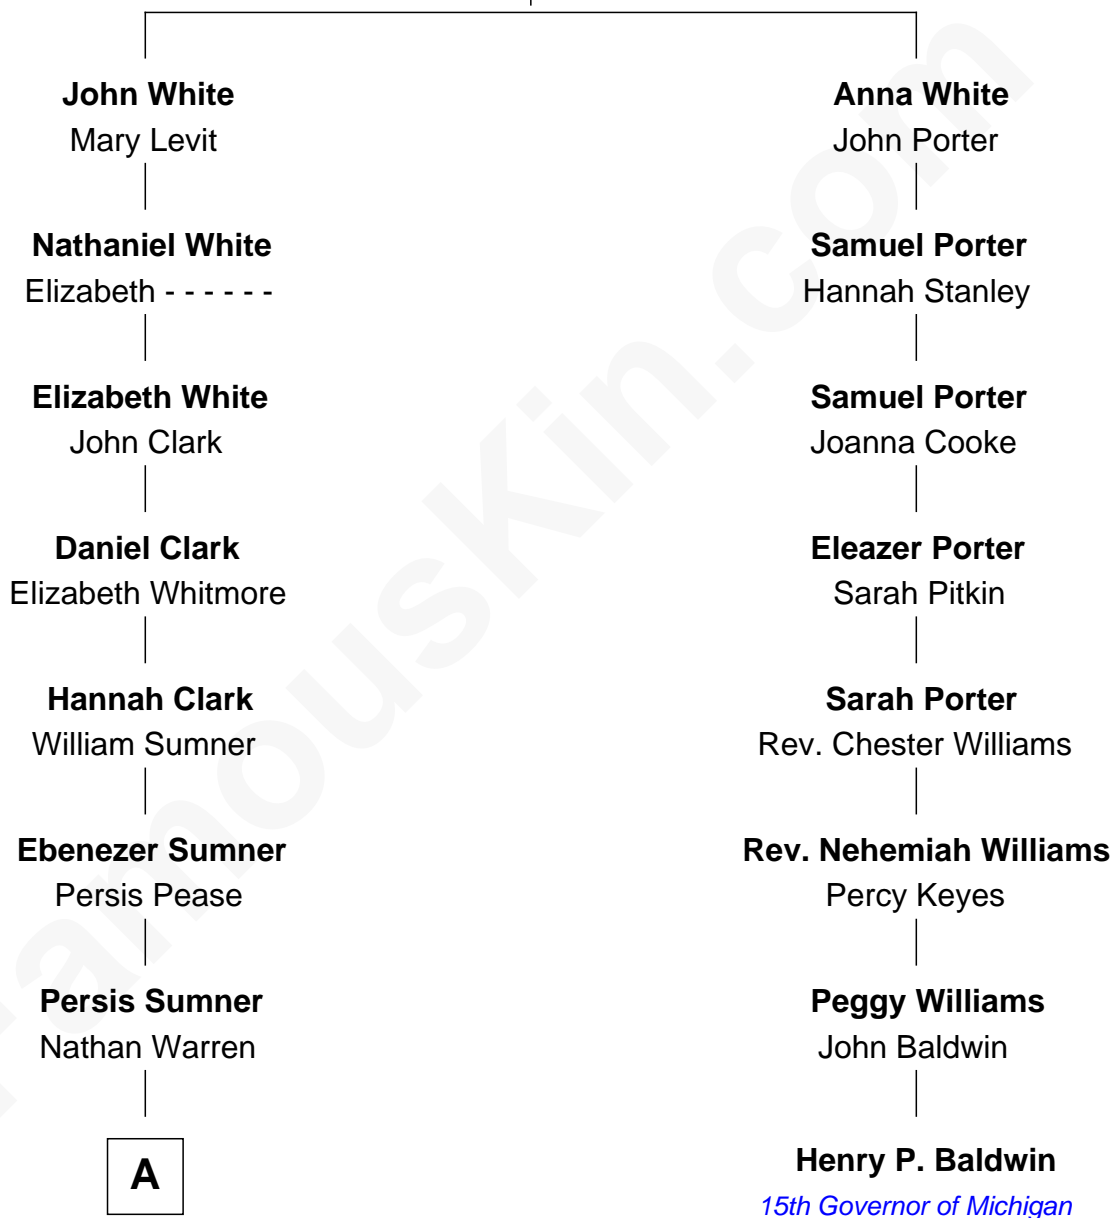 John White
Mary Levit
Anna White
John Porter
Nathaniel White
Elizabeth - - - - - -
Samuel Porter
Hannah Stanley
Elizabeth White
John Clark
Samuel Porter
Joanna Cooke
Daniel Clark
Elizabeth Whitmore
Eleazer Porter
Sarah Pitkin
Hannah Clark
William Sumner
Sarah Porter
Rev. Chester Williams
Ebenezer Sumner
Persis Pease
Rev. Nehemiah Williams
Percy Keyes
Persis Sumner
Nathan Warren
Peggy Williams
John Baldwin
A
Henry P. Baldwin
15th Governor of Michigan
FamousKin.com